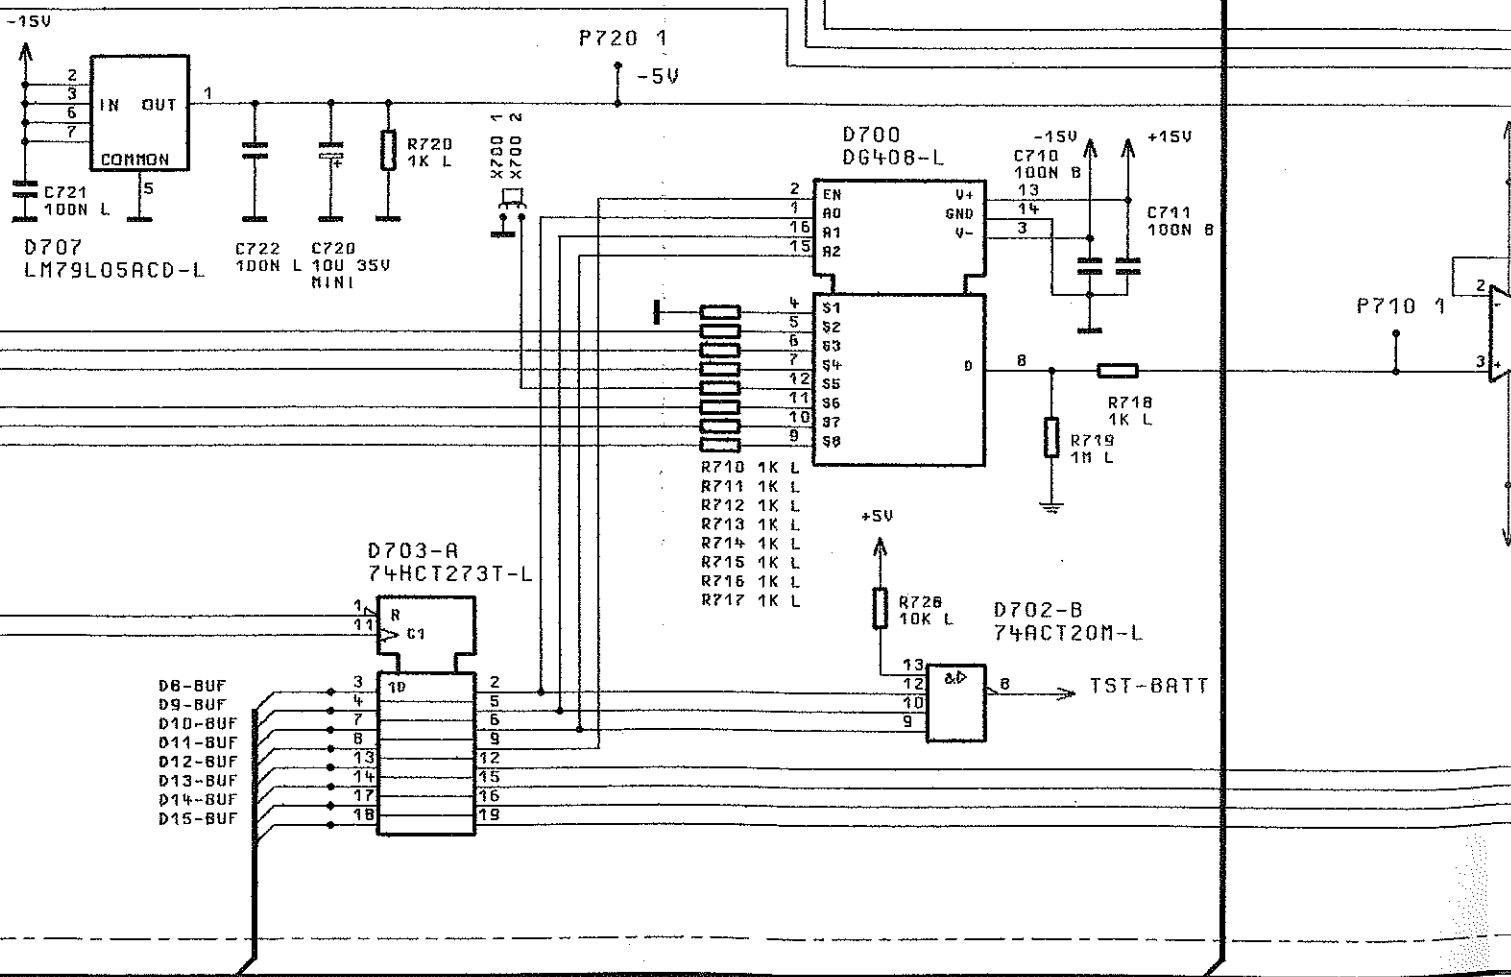 -15V
2
3
6
7
IN OUT
COMMON
1
5
C721
100N L
D707
LM79L05ACD-L
C722
100N L
C720
10U 35V
MINI
R720
1K L
P720 1
-5V
X700 1
X700 2
D700
DG408-L
2
1
16
15
EN
A0
A1
A2
V+
GND
V-
13
14
3
-15V
+15V
C710
100N B
C711
100N B
4
5
6
7
12
11
10
9
S1
S2
S3
S4
S5
S6
S7
S8
D
8
R718
1K L
R719
1M L
P710 1
2
3
-
+
R710 1K L
R711 1K L
R712 1K L
R713 1K L
R714 1K L
R715 1K L
R716 1K L
R717 1K L
+5V
R728
10K L
D702-B
74ACT20M-L
13
12
10
9
&
8
TST-BATT
D703-A
74HCT273T-L
1
11
R
C1
1D
D8-BUF
D9-BUF
D10-BUF
D11-BUF
D12-BUF
D13-BUF
D14-BUF
D15-BUF
3
4
7
8
13
14
17
18
2
5
6
9
12
15
16
19